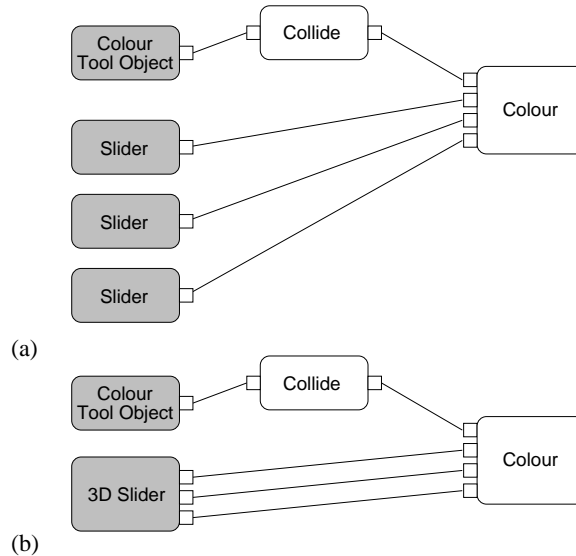 Colour
Tool Object
Collide
Colour
Slider
Slider
Slider
(a)
Colour
Tool Object
Collide
Colour
3D Slider
(b)